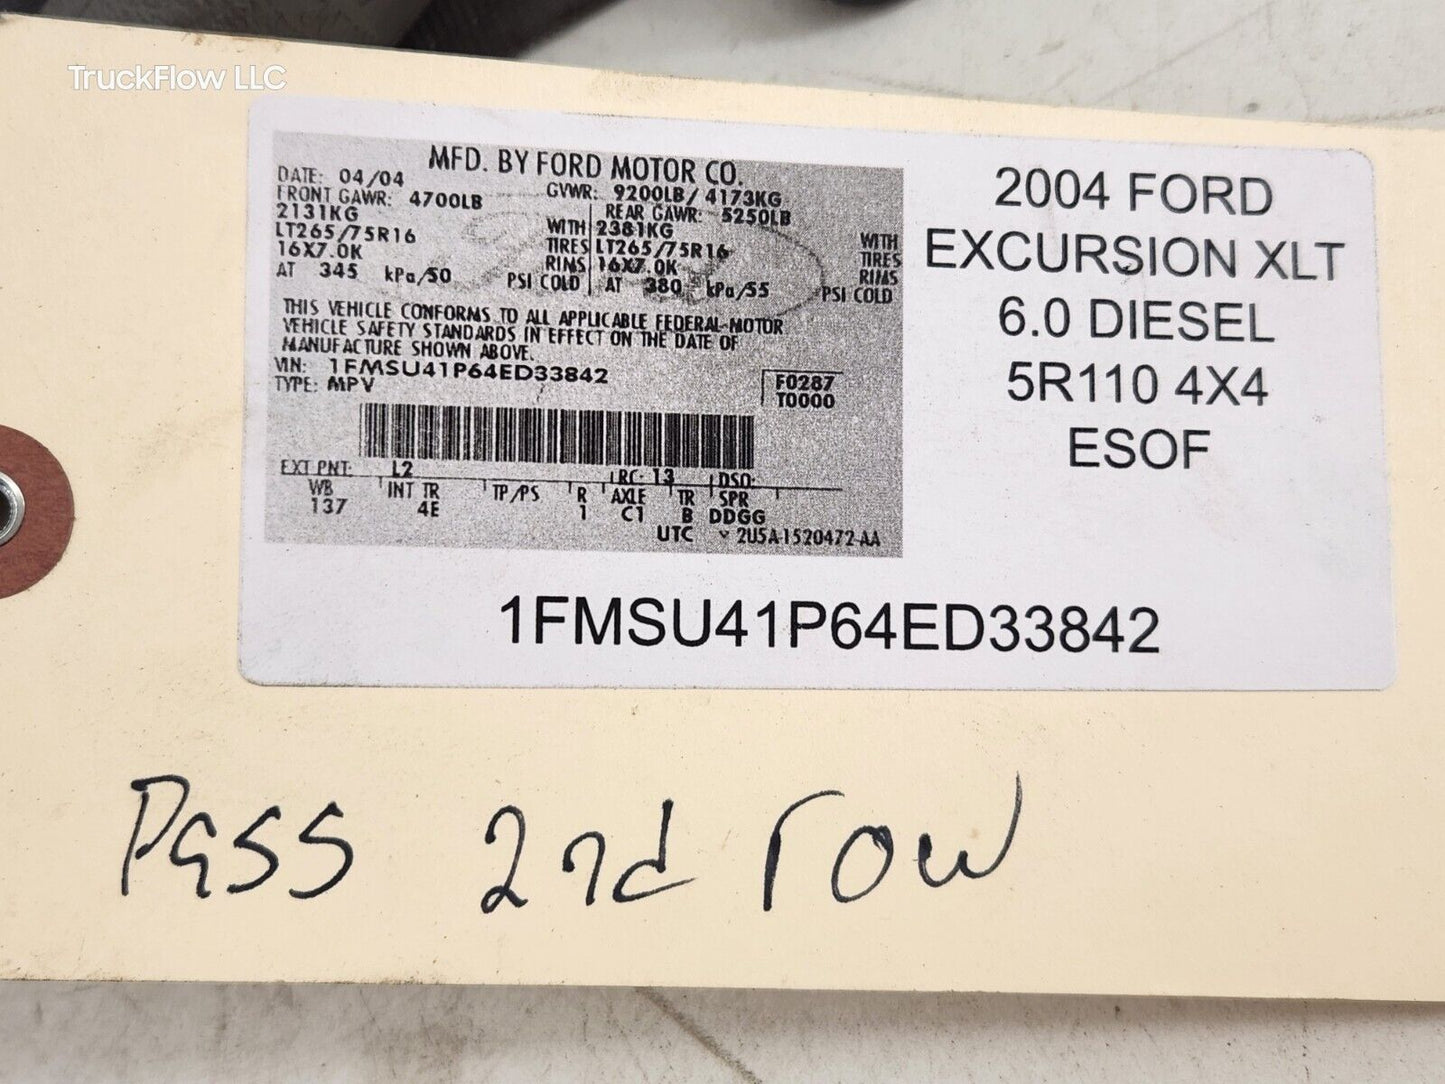 TruckFlow LLC
MFD. BY FORD MOTOR CO.
DATE: 04/04 GVWR: 9200LB/ 4173KG
FRONT GAWR: 4700LB REAR GAWR: 5250LB
2131KG WITH 2381KG WITH
LT265/75R16 TIRES LT265/75R16 TIRES
16X7.0K RIMS 16X7.0K RIMS
AT 345 kPa/50 PSI COLD AT 380 kPa/55 PSI COLD
THIS VEHICLE CONFORMS TO ALL APPLICABLE FEDERAL MOTOR
VEHICLE SAFETY STANDARDS IN EFFECT ON THE DATE OF
MANUFACTURE SHOWN ABOVE.
VIN: 1FMSU41P64ED33842
TYPE: MPV
F0287
T0000
EXT PNT: L2 RC: 13 DSO:
WB INT TR TP/PS R AXLE TR SPR
137 4E 1 C1 B DDGG
UTC 2U5A-1520472-AA
2004 FORD
EXCURSION XLT
6.0 DIESEL
5R110 4X4
ESOF
1FMSU41P64ED33842
Pass 2nd row